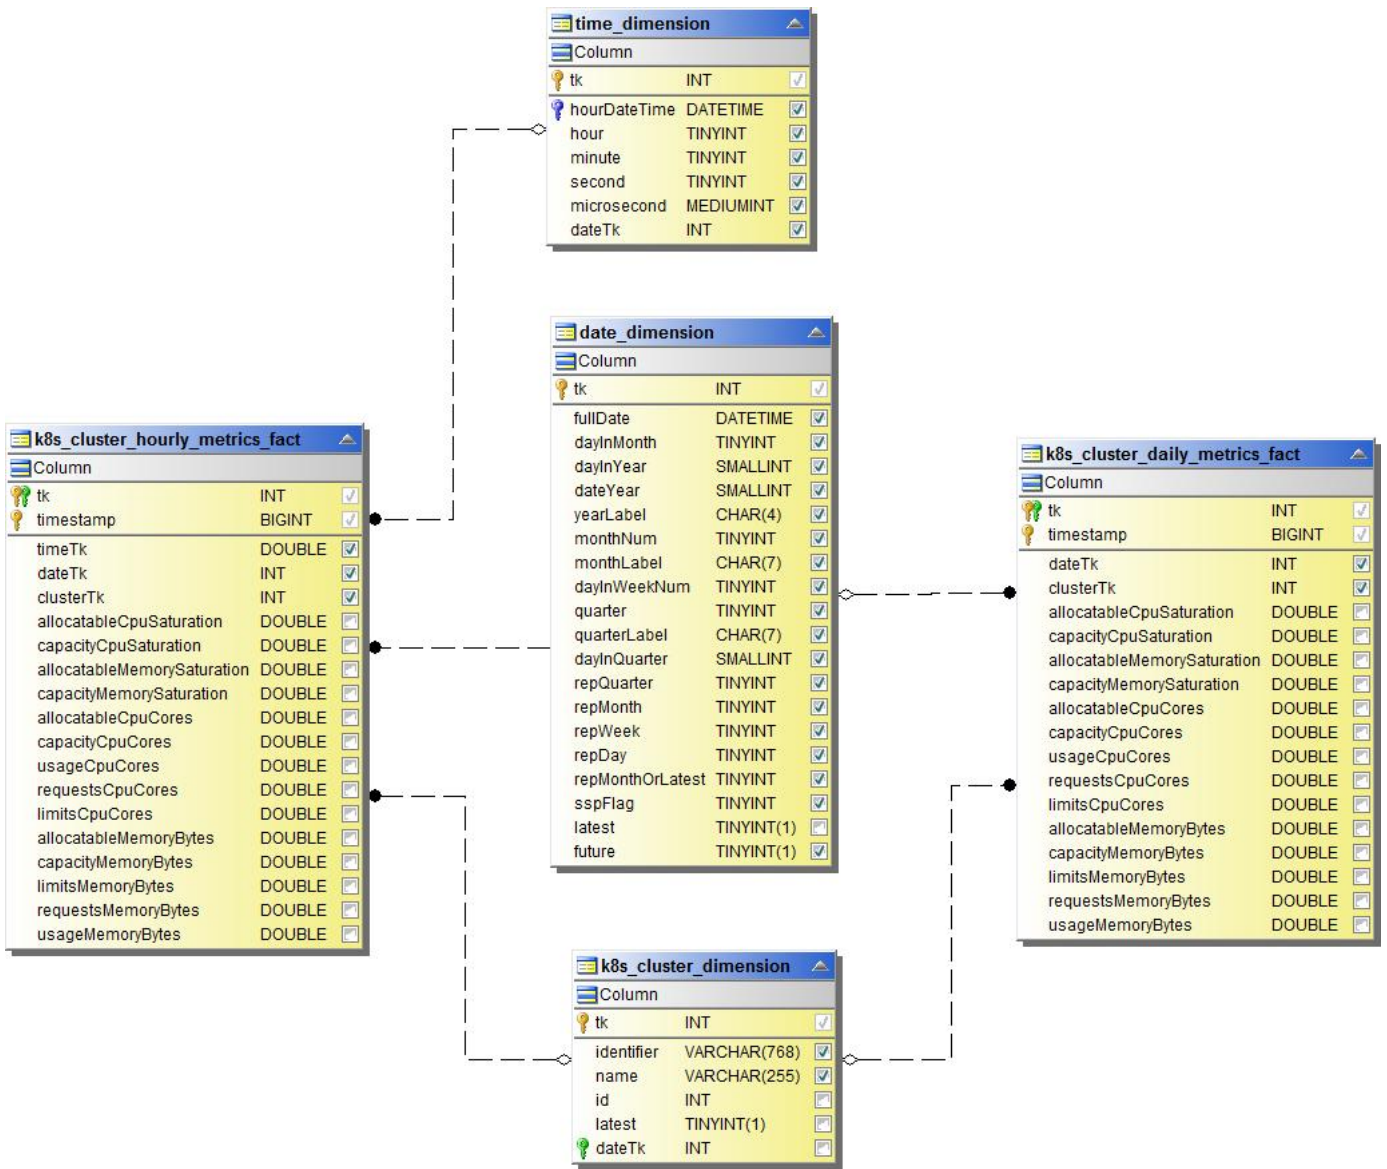 time_dimension
Column
tk INT
hourDateTime DATETIME
hour TINYINT
minute TINYINT
second TINYINT
microsecond MEDIUMINT
dateTk INT
date_dimension
Column
tk INT
fullDate DATETIME
dayInMonth TINYINT
dayInYear SMALLINT
dateYear SMALLINT
yearLabel CHAR(4)
monthNum TINYINT
monthLabel CHAR(7)
dayInWeekNum TINYINT
quarter TINYINT
quarterLabel CHAR(7)
dayInQuarter SMALLINT
repQuarter TINYINT
repMonth TINYINT
repWeek TINYINT
repDay TINYINT
repMonthOrLatest TINYINT
sspFlag TINYINT
latest TINYINT(1)
future TINYINT(1)
k8s_cluster_hourly_metrics_fact
Column
tk INT
timestamp BIGINT
timeTk DOUBLE
dateTk INT
clusterTk INT
allocatableCpuSaturation DOUBLE
capacityCpuSaturation DOUBLE
allocatableMemorySaturation DOUBLE
capacityMemorySaturation DOUBLE
allocatableCpuCores DOUBLE
capacityCpuCores DOUBLE
usageCpuCores DOUBLE
requestsCpuCores DOUBLE
limitsCpuCores DOUBLE
allocatableMemoryBytes DOUBLE
capacityMemoryBytes DOUBLE
limitsMemoryBytes DOUBLE
requestsMemoryBytes DOUBLE
usageMemoryBytes DOUBLE
k8s_cluster_daily_metrics_fact
Column
tk INT
timestamp BIGINT
dateTk INT
clusterTk INT
allocatableCpuSaturation DOUBLE
capacityCpuSaturation DOUBLE
allocatableMemorySaturation DOUBLE
capacityMemorySaturation DOUBLE
allocatableCpuCores DOUBLE
capacityCpuCores DOUBLE
usageCpuCores DOUBLE
requestsCpuCores DOUBLE
limitsCpuCores DOUBLE
allocatableMemoryBytes DOUBLE
capacityMemoryBytes DOUBLE
limitsMemoryBytes DOUBLE
requestsMemoryBytes DOUBLE
usageMemoryBytes DOUBLE
k8s_cluster_dimension
Column
tk INT
identifier VARCHAR(768)
name VARCHAR(255)
id INT
latest TINYINT(1)
dateTk INT